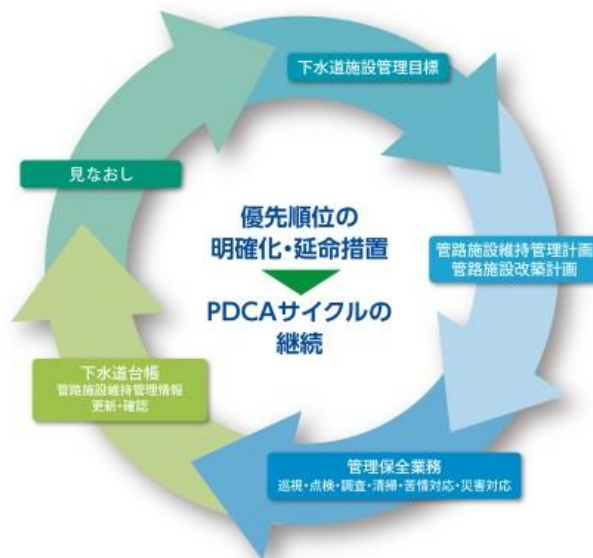 下水道施設管理目標
見なおし
優先順位の
明確化・延命措置
PDCAサイクルの
継続
管路施設維持管理計画
管路施設改築計画
下水道台帳
管路施設維持管理情報
更新・確認
管理保全業務
巡視・点検・調査・清掃・苦情対応・災害対応